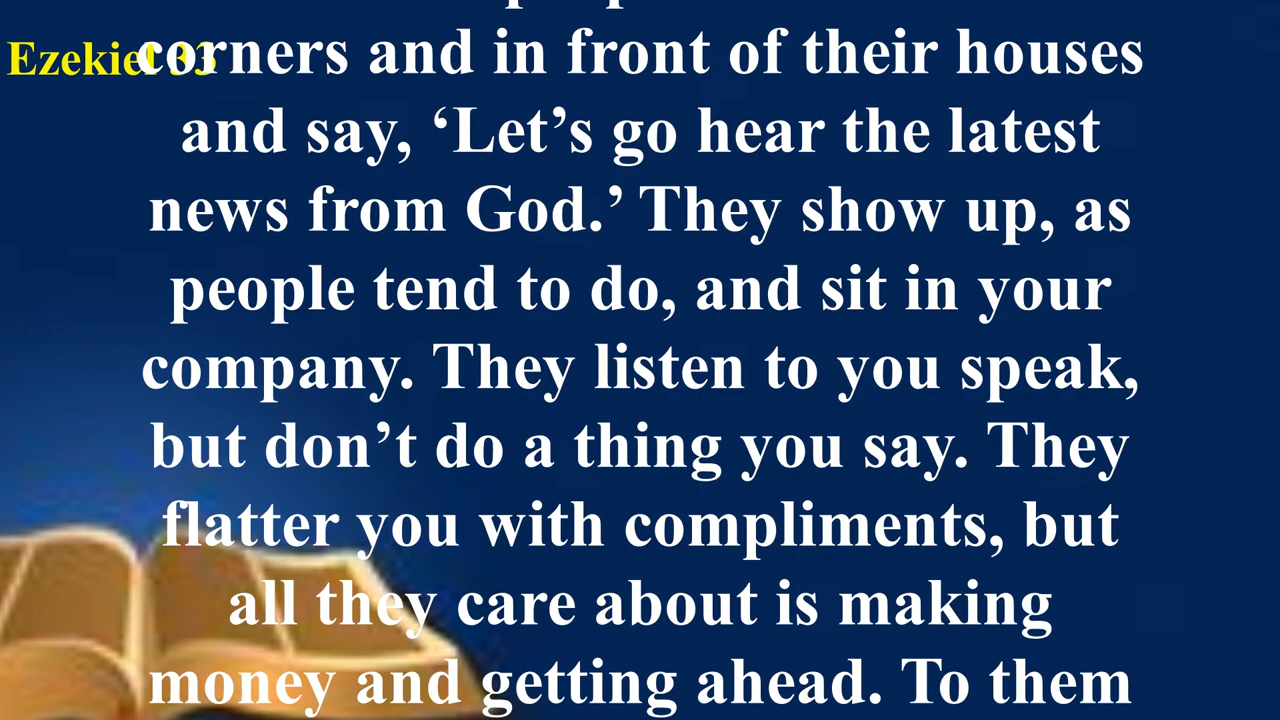 Ezekiel 33
corners and in front of their houses
and say, ‘Let’s go hear the latest
news from God.’ They show up, as
people tend to do, and sit in your
company. They listen to you speak,
but don’t do a thing you say. They
flatter you with compliments, but
all they care about is making
money and getting ahead. To them